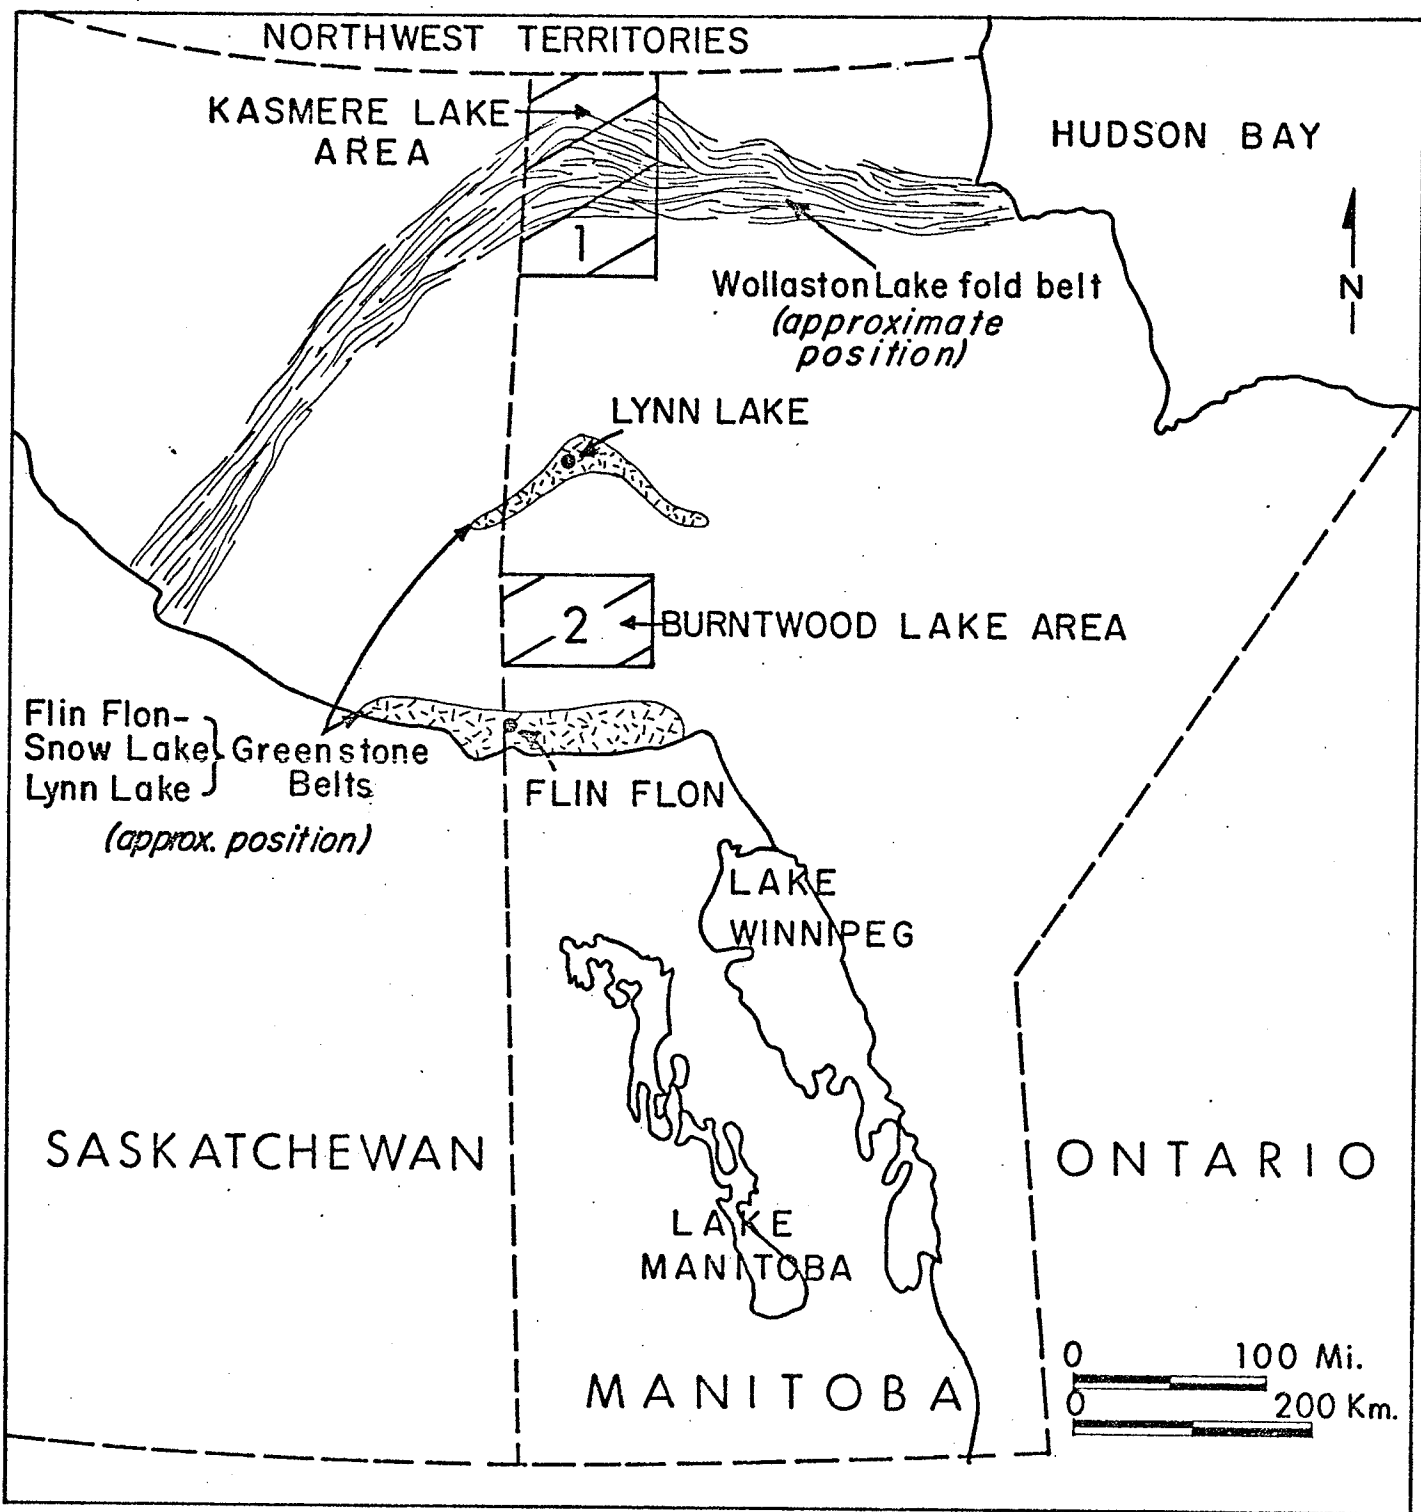 NORTHWEST TERRITORIES
KASMERE LAKE
AREA
HUDSON BAY
1
N
Wollaston Lake fold belt
(approximate
position)
LYNN LAKE
2
BURNTWOOD LAKE AREA
Flin Flon-
Snow Lake
Lynn Lake
Greenstone
Belts
(approx. position)
FLIN FLON
LAKE
WINNIPEG
SASKATCHEWAN
ONTARIO
LAKE
MANITOBA
MANITOBA
0 100 Mi.
0 200 Km.